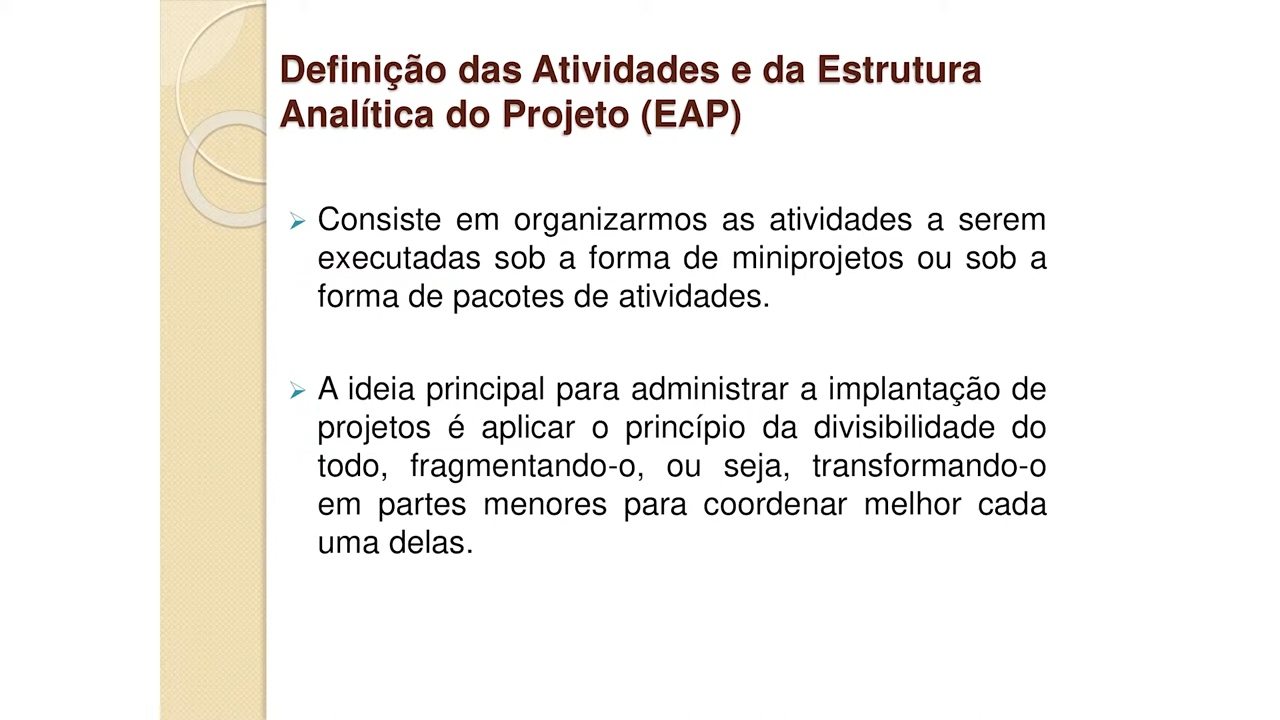 Definição das Atividades e da Estrutura
Analítica do Projeto (EAP)
Consiste em organizarmos as atividades a serem
executadas sob a forma de miniprojetos ou sob a
forma de pacotes de atividades.
A ideia principal para administrar a implantação de
projetos é aplicar o princípio da divisibilidade do
todo, fragmentando-o, ou seja, transformando-o
em partes menores para coordenar melhor cada
uma delas.